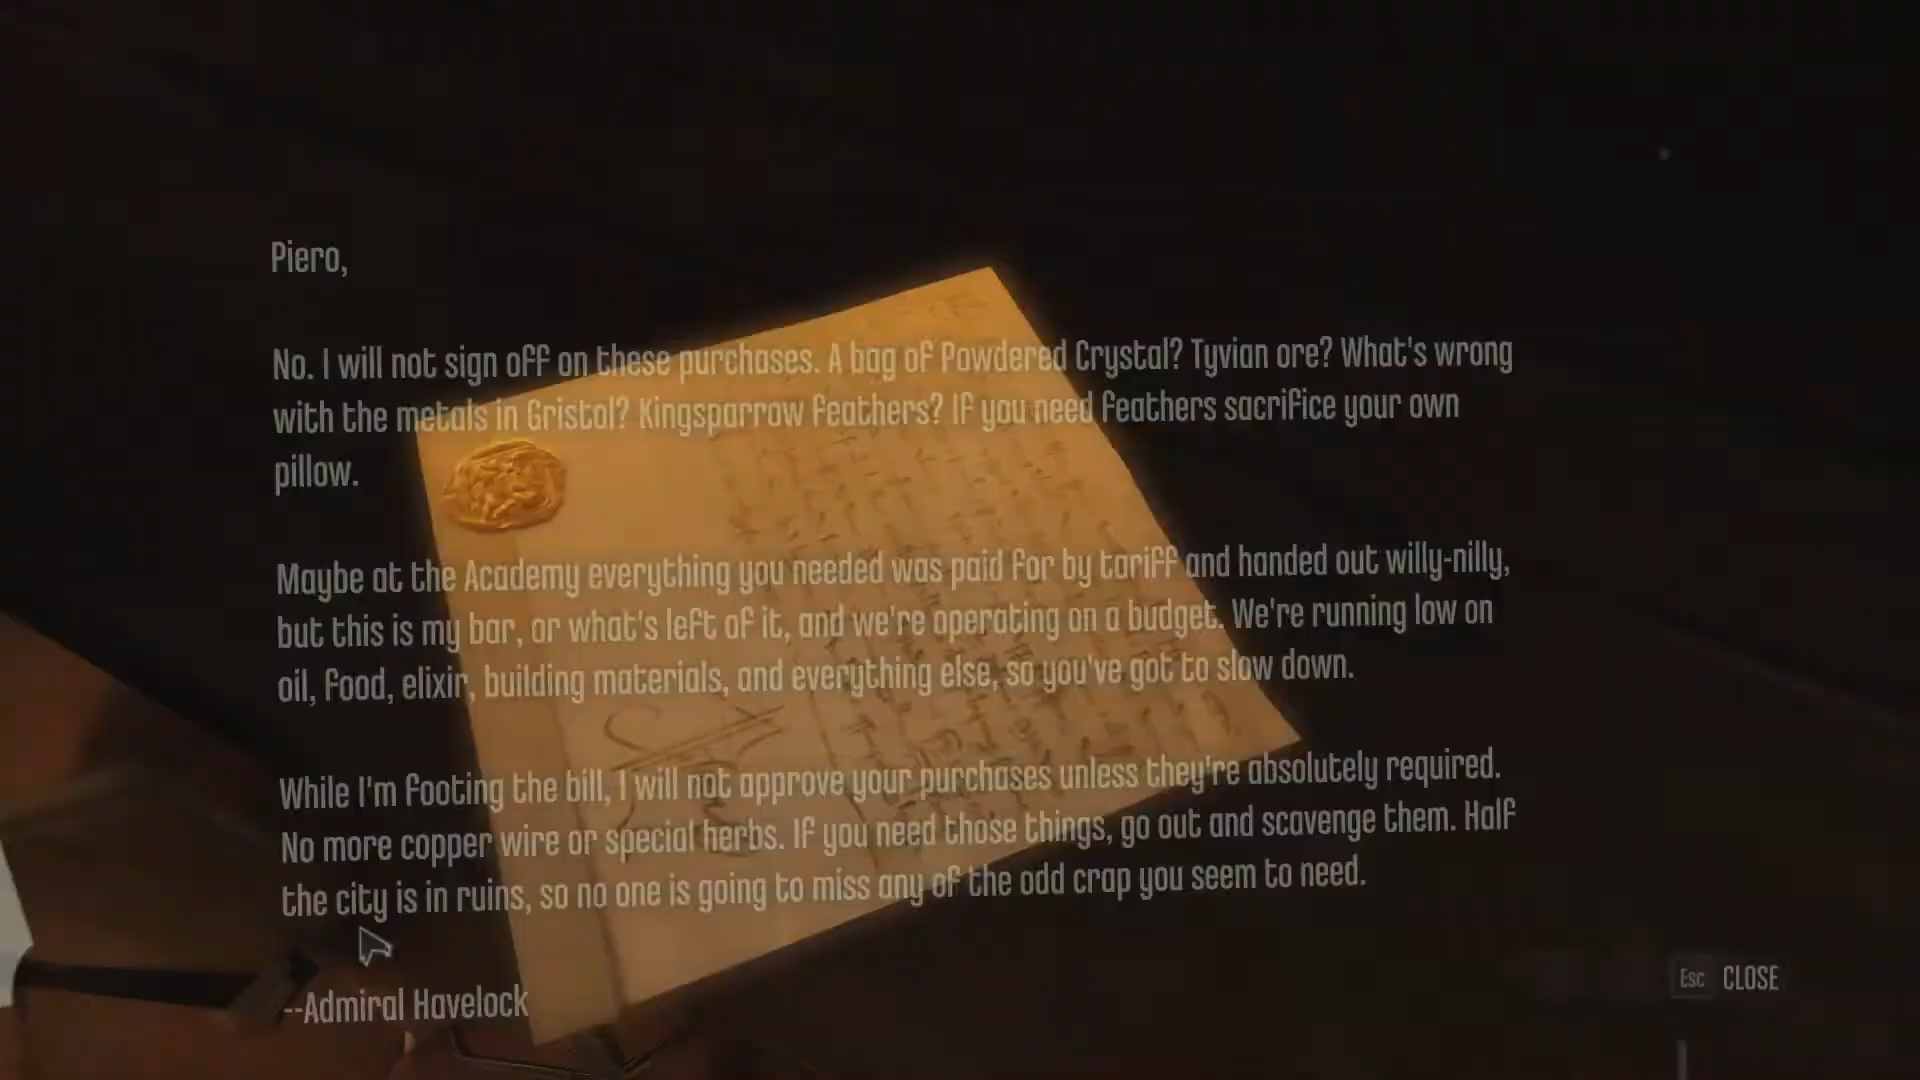 Piero,
No. I will not sign off on these purchases. A bag of Powdered Crystal? Tyvian ore? What's wrong
with the metals in Gristol? Kingsparrow feathers? If you need feathers sacrifice your own
pillow.
Maybe at the Academy everything you needed was paid for by tariff and handed out willy-nilly,
but this is my bar, or what's left of it, and we're operating on a budget. We're running low on
oil, food, elixir, building materials, and everything else, so you've got to slow down.
While I'm footing the bill, I will not approve your purchases unless they're absolutely required.
No more copper wire or special herbs. If you need those things, go out and scavenge them. Half
the city is in ruins, so no one is going to miss any of the odd crap you seem to need.
--Admiral Havelock
Esc CLOSE